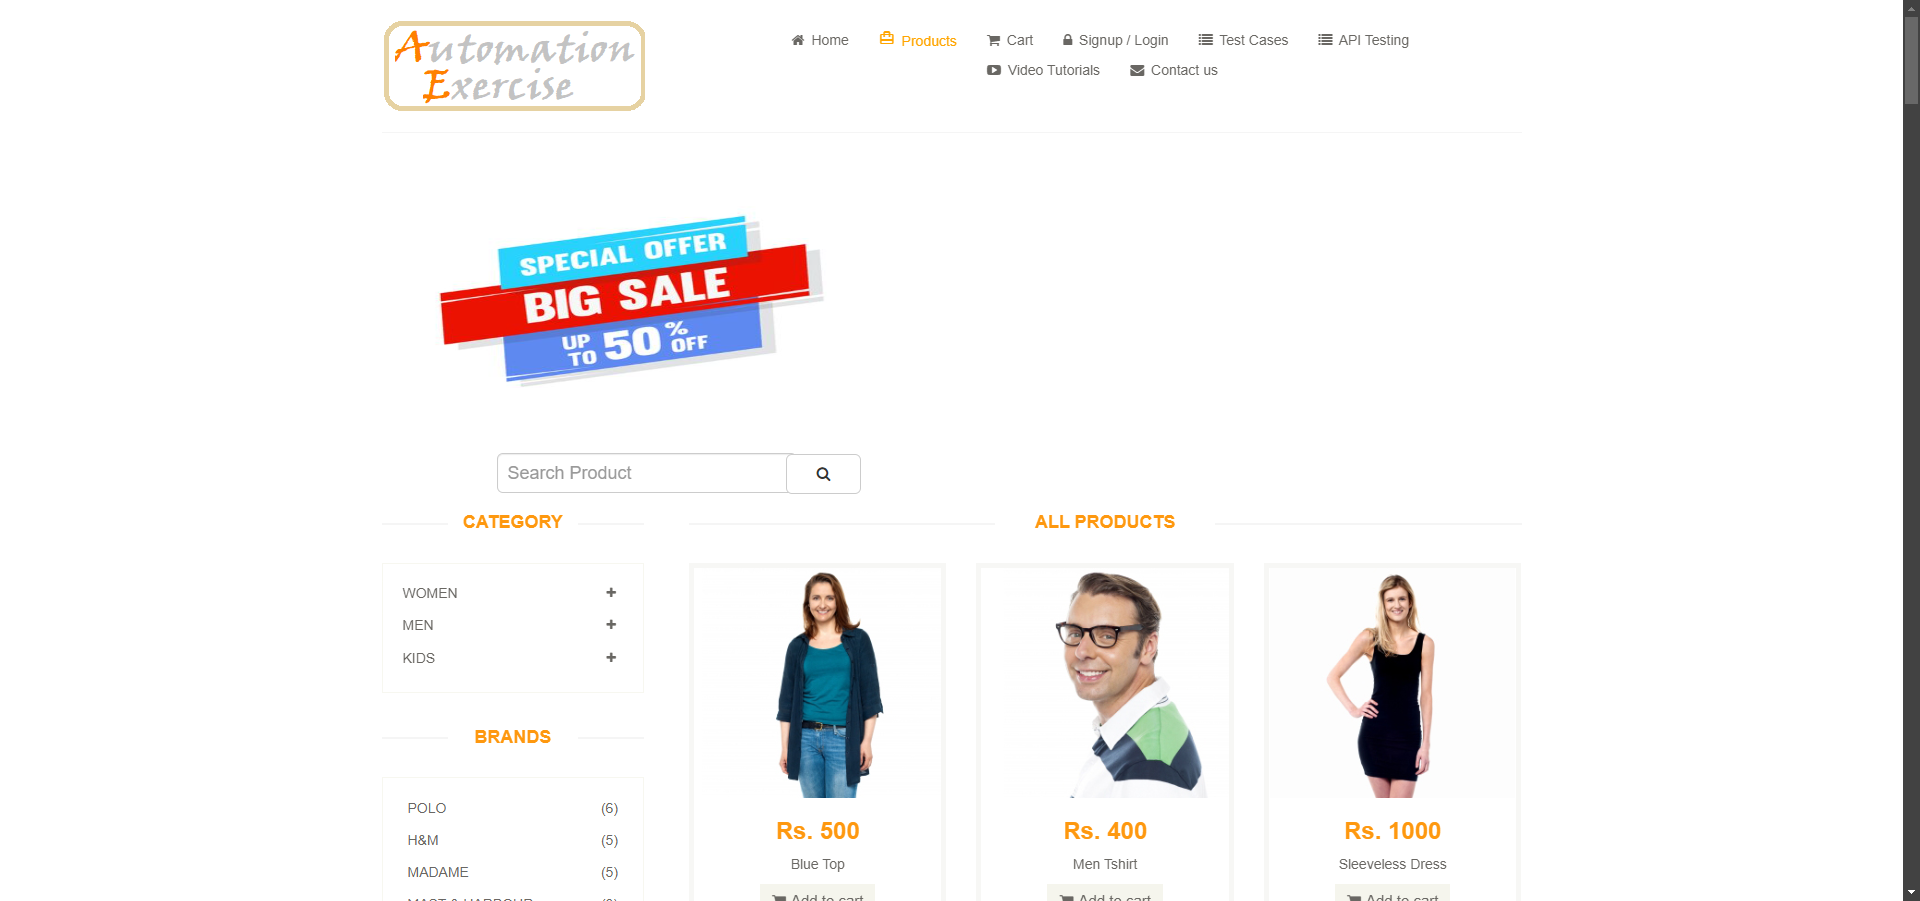 Automation
Exercise
Home
Products
Cart
Signup / Login
Test Cases
API Testing
Video Tutorials
Contact us
SPECIAL OFFER
BIG SALE
UP TO 50% OFF
Search Product
CATEGORY
WOMEN
MEN
KIDS
BRANDS
POLO (6)
H&M (5)
MADAME (5)
ALL PRODUCTS
Rs. 500
Blue Top
Add to cart
Rs. 400
Men Tshirt
Add to cart
Rs. 1000
Sleeveless Dress
Add to cart